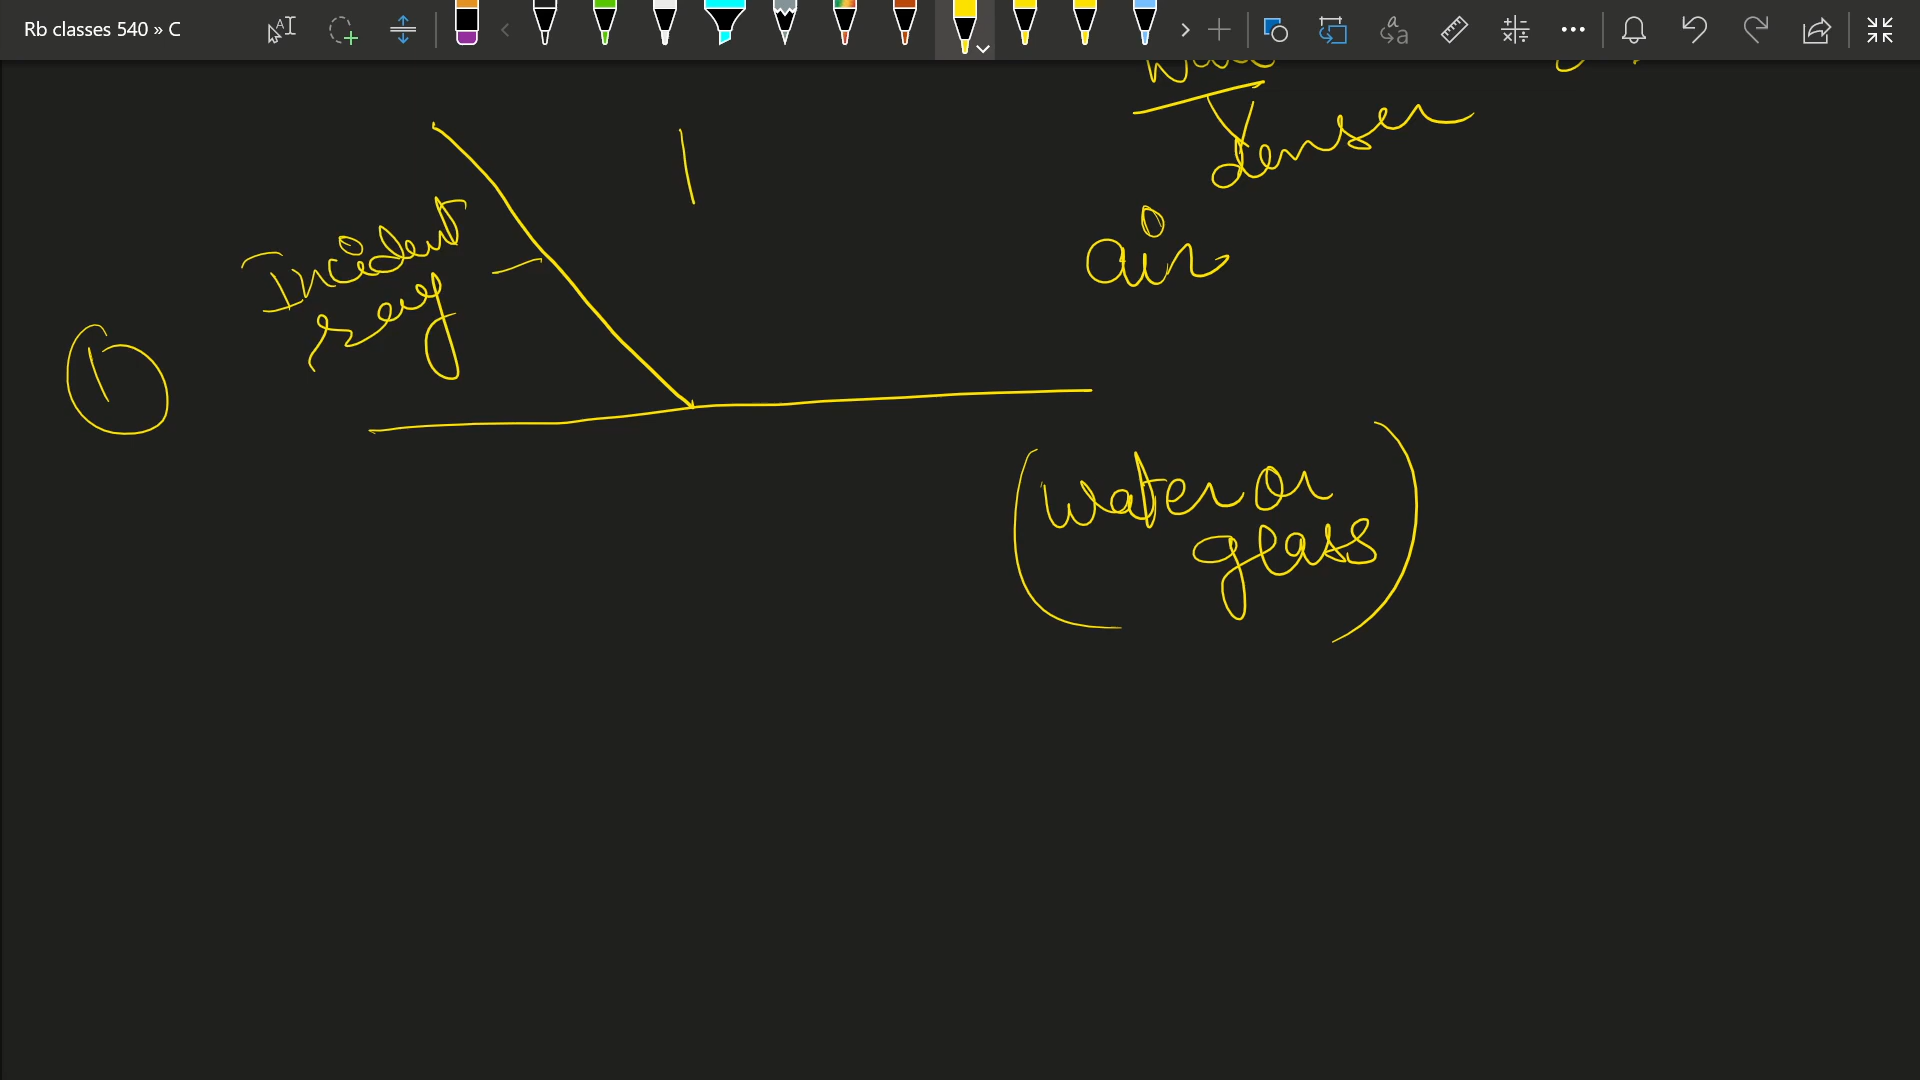 Rb classes 540 » C
denser
Incident
ray
air
①
(water or
glass)